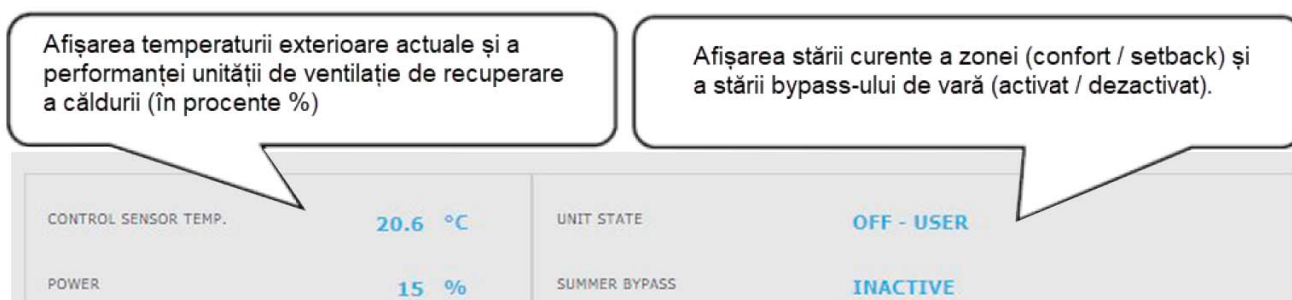 Afișarea temperaturii exterioare actuale și a
performanței unității de ventilație de recuperare
a căldurii (în procente %)
Afișarea stării curente a zonei (confort / setback) și
a stării bypass-ului de vară (activat / dezactivat).
CONTROL SENSOR TEMP. 20.6 °C
UNIT STATE OFF - USER
POWER 15 %
SUMMER BYPASS INACTIVE